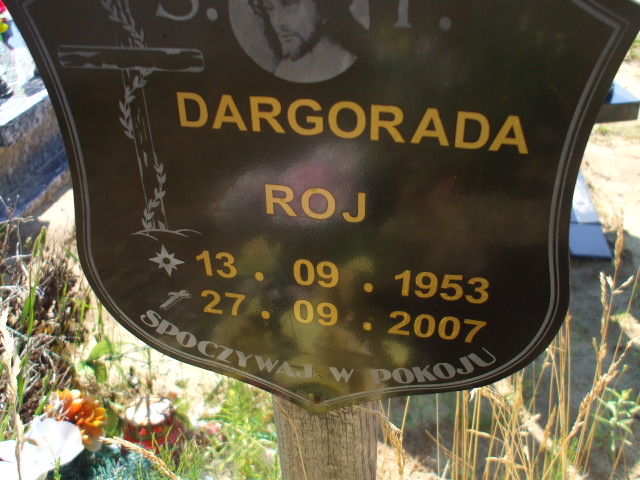 Ś. P.
DARGORADA
ROJ
13. 09. 1953
27. 09. 2007
SPOCZYWAJ W POKOJU